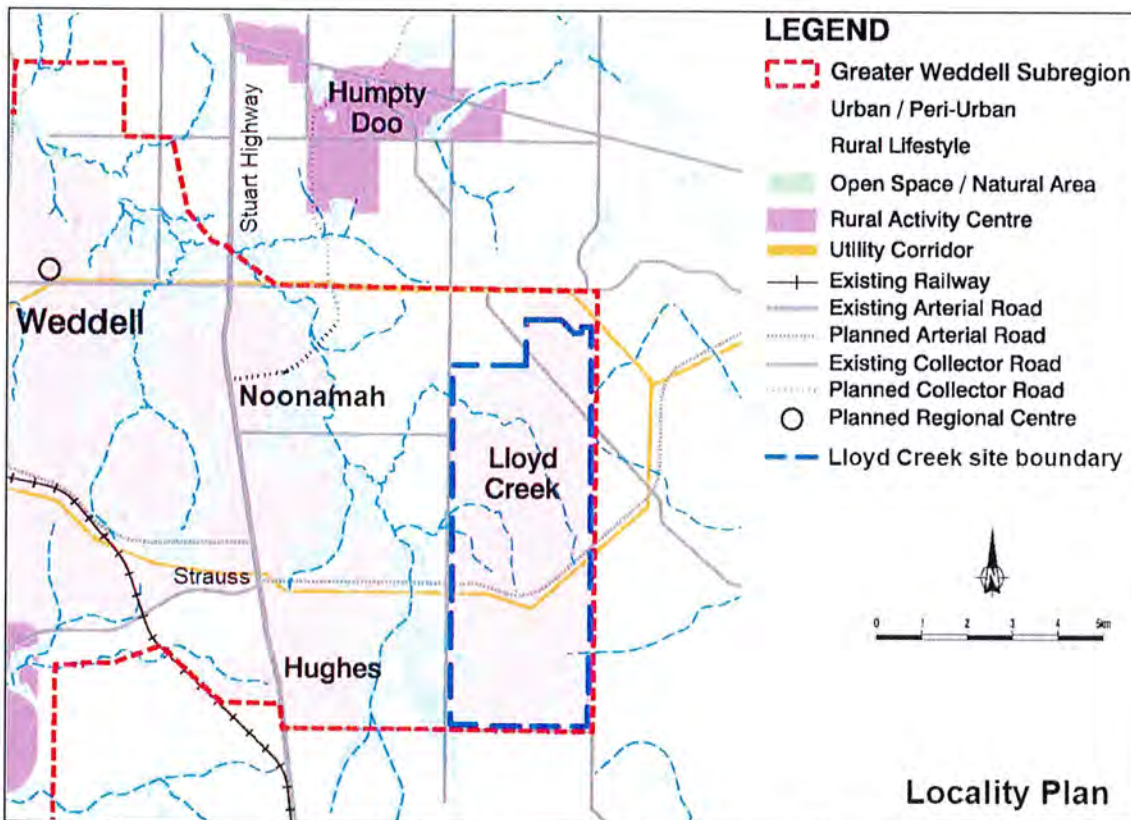 Humpty
Doo
Stuart Highway
Weddell
Noonamah
Lloyd
Creek
Strauss
Hughes
LEGEND
Greater Weddell Subregion
Urban / Peri-Urban
Rural Lifestyle
Open Space / Natural Area
Rural Activity Centre
Utility Corridor
Existing Railway
Existing Arterial Road
Planned Arterial Road
Existing Collector Road
Planned Collector Road
Planned Regional Centre
Lloyd Creek site boundary
N
0 1 2 3 4 5km
Locality Plan